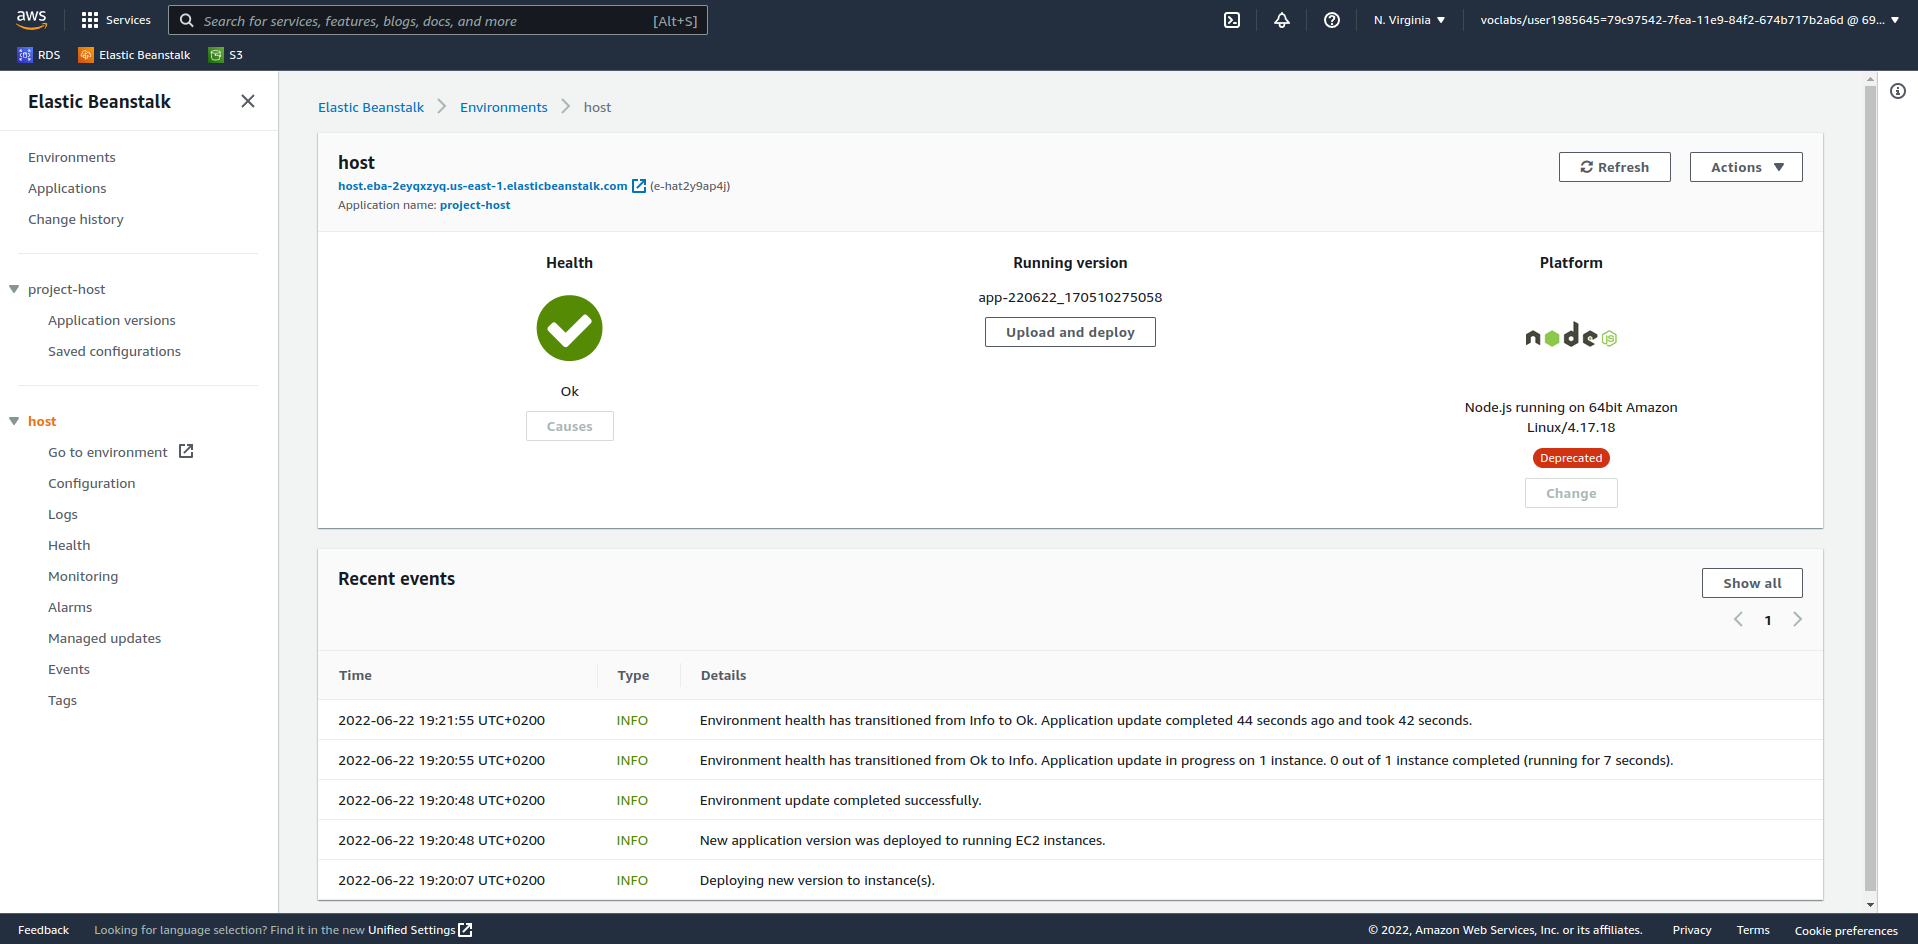 aws
Services
Search for services, features, blogs, docs, and more
[Alt+S]
N. Virginia
voclabs/user1985645=79c97542-7fea-11e9-84f2-674b717b2a6d @ 69...
RDS
Elastic Beanstalk
S3
Elastic Beanstalk
Environments
Applications
Change history
project-host
Application versions
Saved configurations
host
Go to environment
Configuration
Logs
Health
Monitoring
Alarms
Managed updates
Events
Tags
Elastic Beanstalk
Environments
host
host
host.eba-2eyqxzyq.us-east-1.elasticbeanstalk.com (e-hat2y9ap4j)
Application name: project-host
Refresh
Actions
Health
Ok
Causes
Running version
app-220622_170510275058
Upload and deploy
Platform
node
JS
Node.js running on 64bit Amazon
Linux/4.17.18
Deprecated
Change
Recent events
Show all
1
Time Type Details
2022-06-22 19:21:55 UTC+0200 INFO Environment health has transitioned from Info to Ok. Application update completed 44 seconds ago and took 42 seconds.
2022-06-22 19:20:55 UTC+0200 INFO Environment health has transitioned from Ok to Info. Application update in progress on 1 instance. 0 out of 1 instance completed (running for 7 seconds).
2022-06-22 19:20:48 UTC+0200 INFO Environment update completed successfully.
2022-06-22 19:20:48 UTC+0200 INFO New application version was deployed to running EC2 instances.
2022-06-22 19:20:07 UTC+0200 INFO Deploying new version to instance(s).
Feedback
Looking for language selection? Find it in the new Unified Settings
© 2022, Amazon Web Services, Inc. or its affiliates.
Privacy
Terms
Cookie preferences